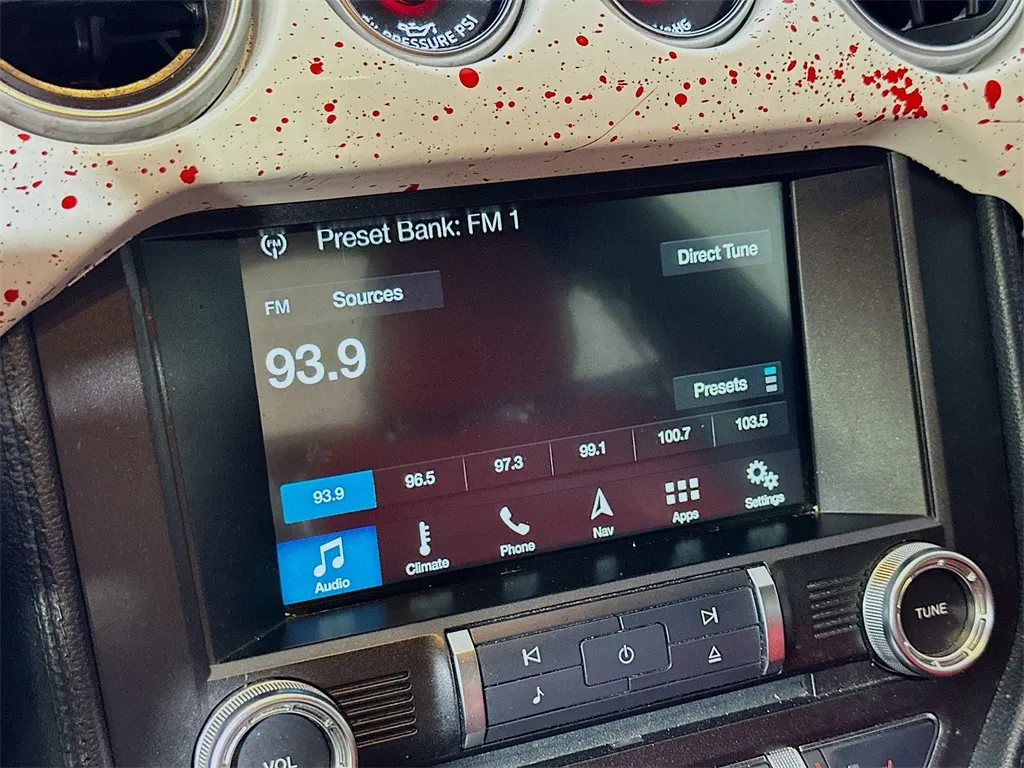 PRESSURE PSI
Preset Bank: FM 1
FM
Direct Tune
FM
Sources
93.9
Presets
93.9
96.5
97.3
99.1
100.7
103.5
Audio
Climate
Phone
Nav
Apps
Settings
TUNE
VOL